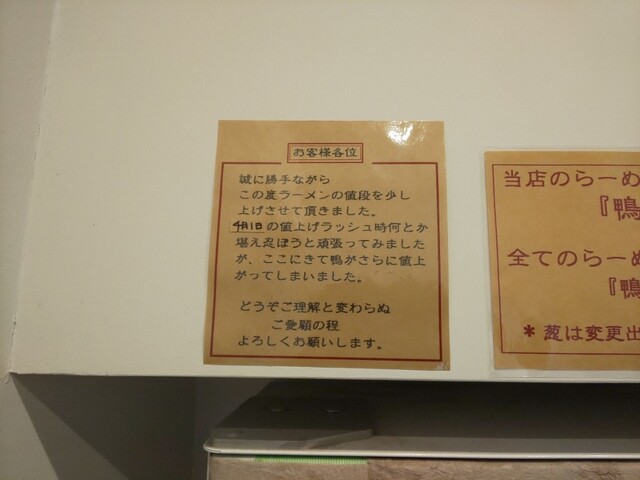 お客様各位
誠に勝手ながら
この度ラーメンの値段を少し
上げさせて頂きました。
4月1日の値上げラッシュ時何とか
堪え忍ぼうと頑張ってみました
が、ここにきて鴨がさらに値上
がってしまいました。
どうぞご理解と変わらぬ
ご愛願の程
よろしくお願いします。
当店のらーめ
『鴨
全てのらーめ
『鴨
*葱は変更出